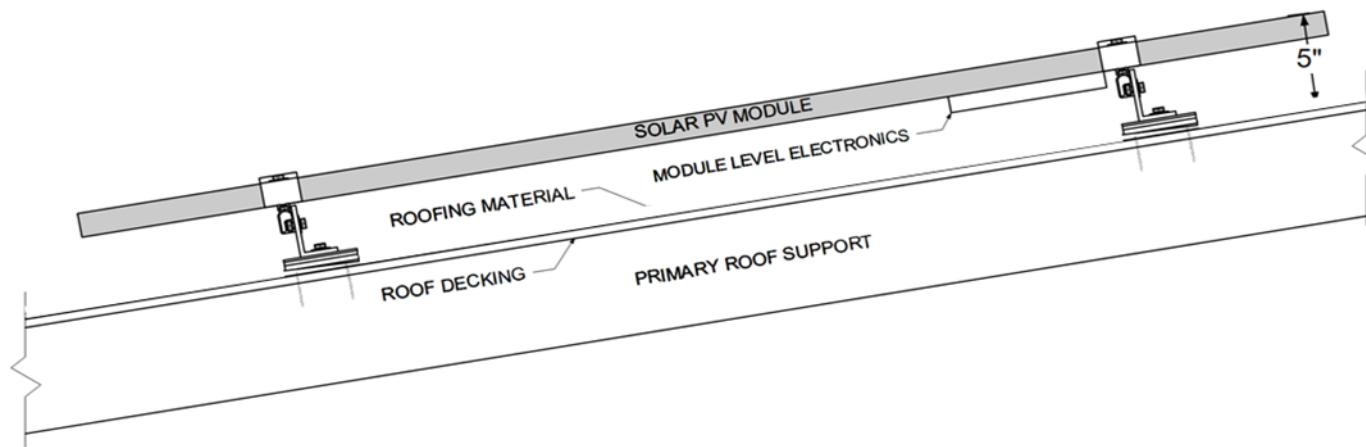 5"
SOLAR PV MODULE
MODULE LEVEL ELECTRONICS
ROOFING MATERIAL
ROOF DECKING
PRIMARY ROOF SUPPORT